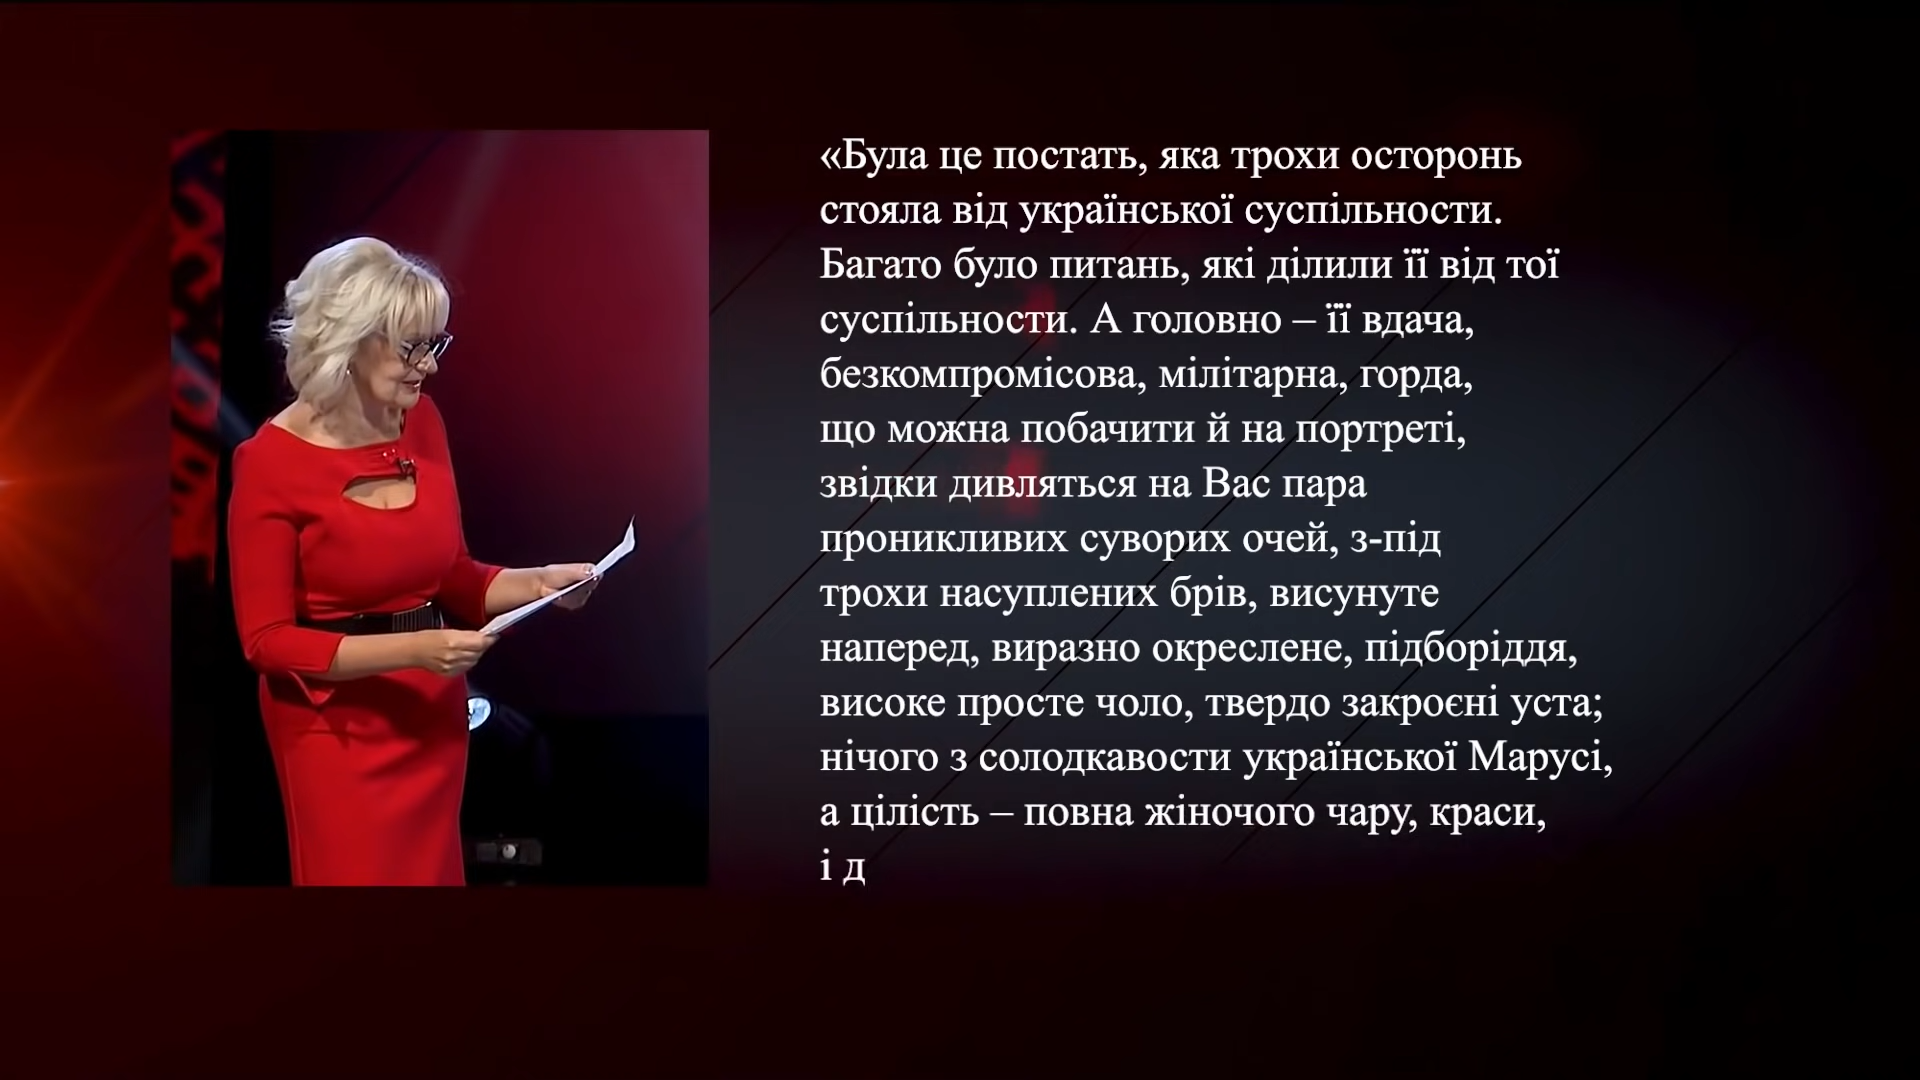 «Була це постать, яка трохи осторонь
стояла від української суспільности.
Багато було питань, які ділили її від тої
суспільности. А головно – її вдача,
безкомпромісова, мілітарна, горда,
що можна побачити й на портреті,
звідки дивляться на Вас пара
проникливих суворих очей, з-під
трохи насуплених брів, висунуте
наперед, виразно окреслене, підборіддя,
високе просте чоло, твердо закроєні уста;
нічого з солодкавости української Марусі,
а цілість – повна жіночого чару, краси,
і д